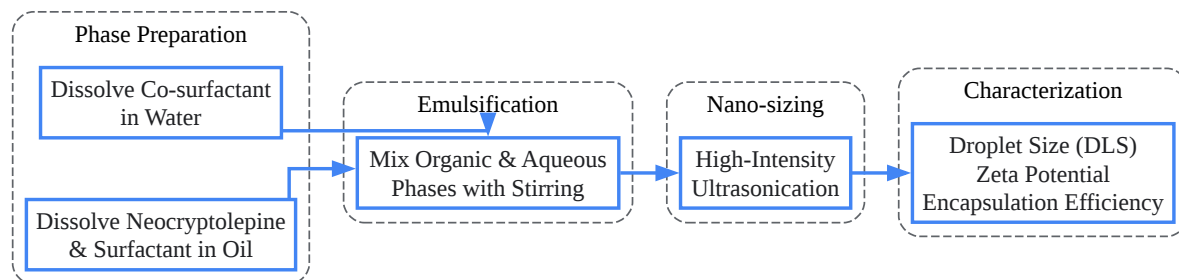 Phase Preparation
Dissolve Co-surfactant
in Water
Dissolve Neocryptolepine
& Surfactant in Oil
Emulsification
Mix Organic & Aqueous
Phases with Stirring
Nano-sizing
High-Intensity
Ultrasonication
Characterization
Droplet Size (DLS)
Zeta Potential
Encapsulation Efficiency